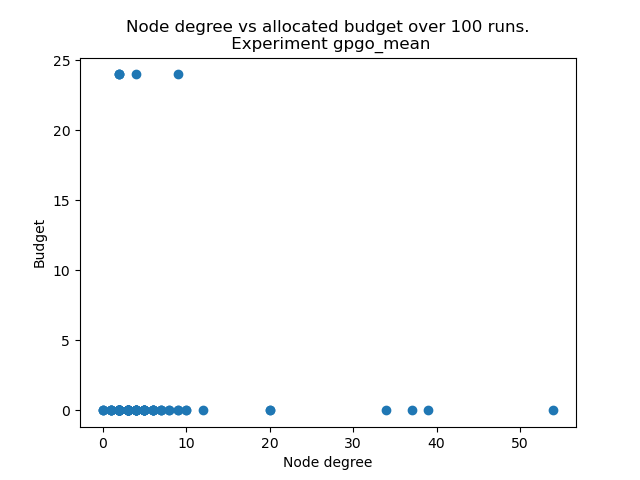 Node degree vs allocated budget over 100 runs.
Experiment gpgo_mean
25
20
15
10
5
0
Budget
0 10 20 30 40 50
Node degree